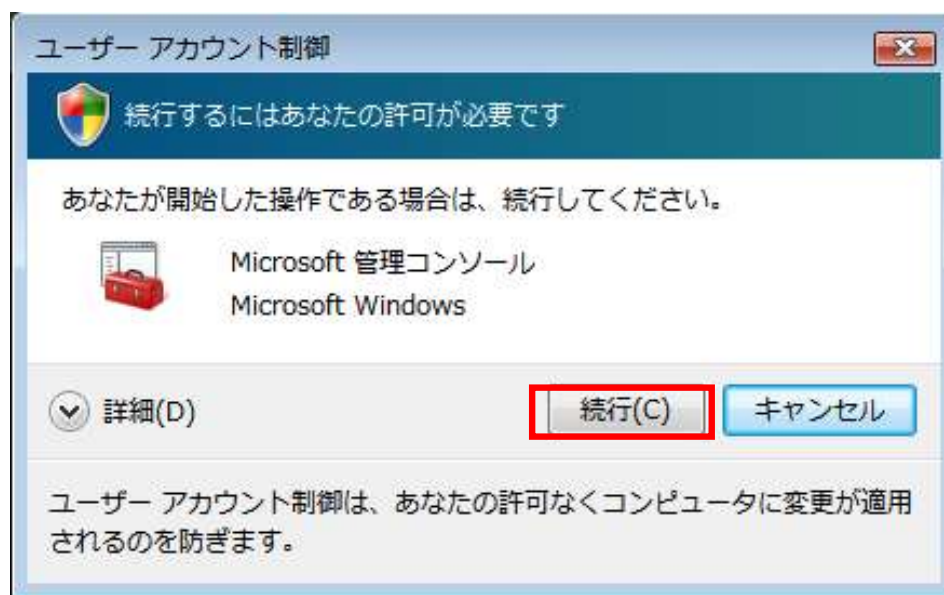 ユーザー アカウント制御
続行するにはあなたの許可が必要です
あなたが開始した操作である場合は、続行してください。
Microsoft 管理コンソール
Microsoft Windows
詳細(D)
続行(C)
キャンセル
ユーザー アカウント制御は、あなたの許可なくコンピュータに変更が適用
されるのを防ぎます。